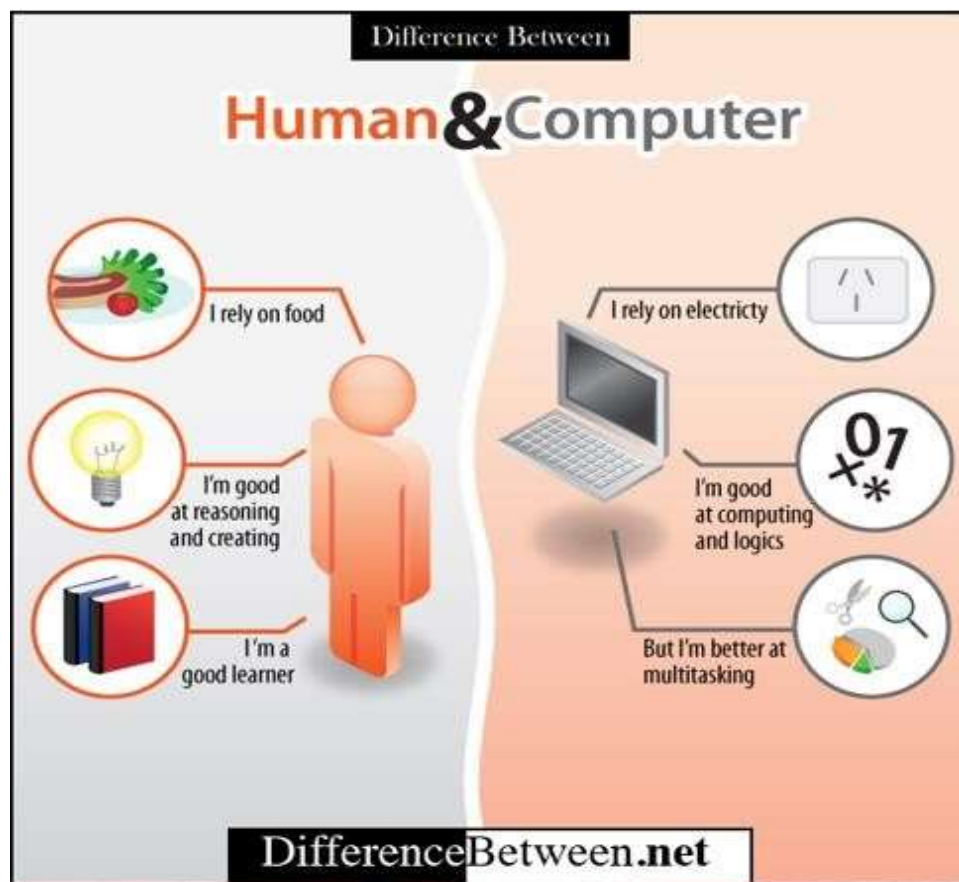 Difference Between
Human&Computer
I rely on food
I'm good
at reasoning
and creating
I'm a
good learner
I rely on electricty
I'm good
at computing
and logics
But I'm better at
multitasking
01
×*
DifferenceBetween.net